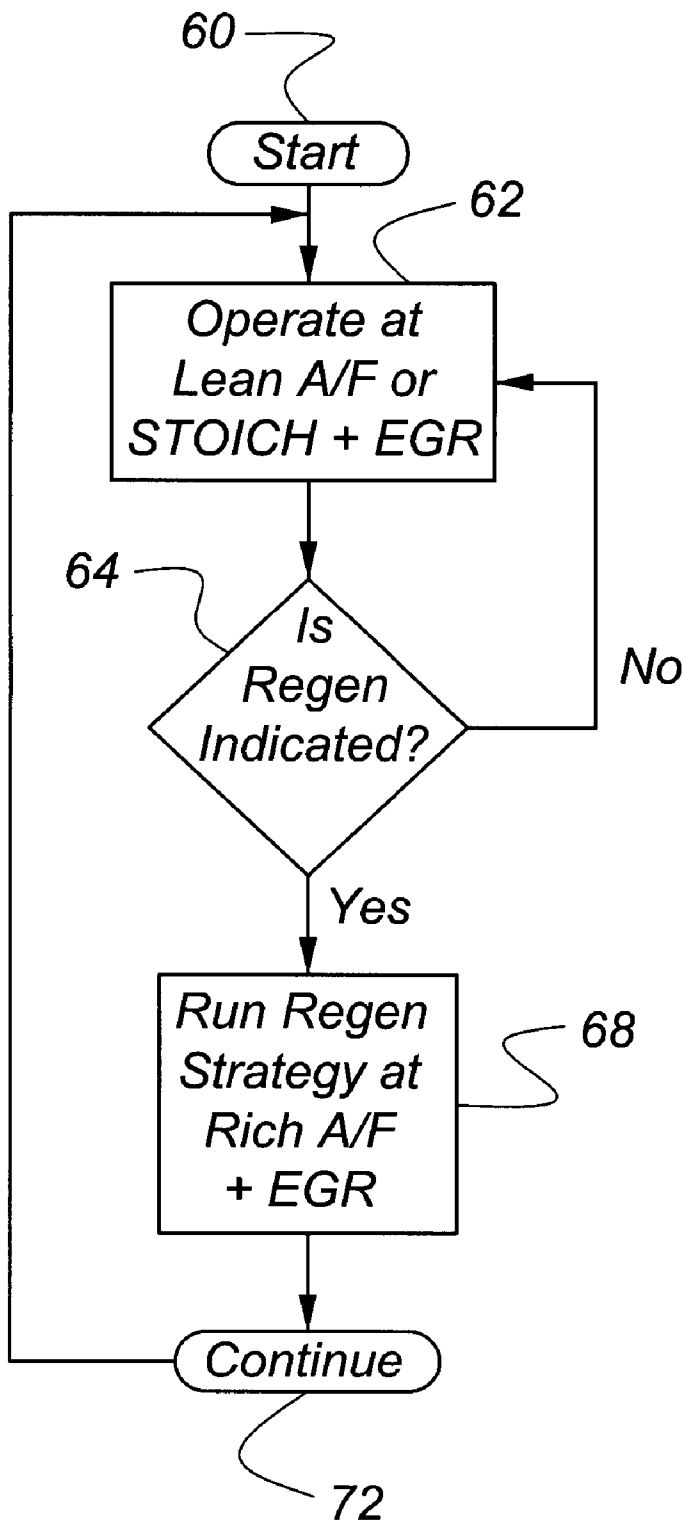 60
Start
62
Operate at
Lean A/F or
STOICH + EGR
64
Is
Regen
Indicated?
No
Yes
Run Regen
Strategy at
Rich A/F
+ EGR
68
Continue
72